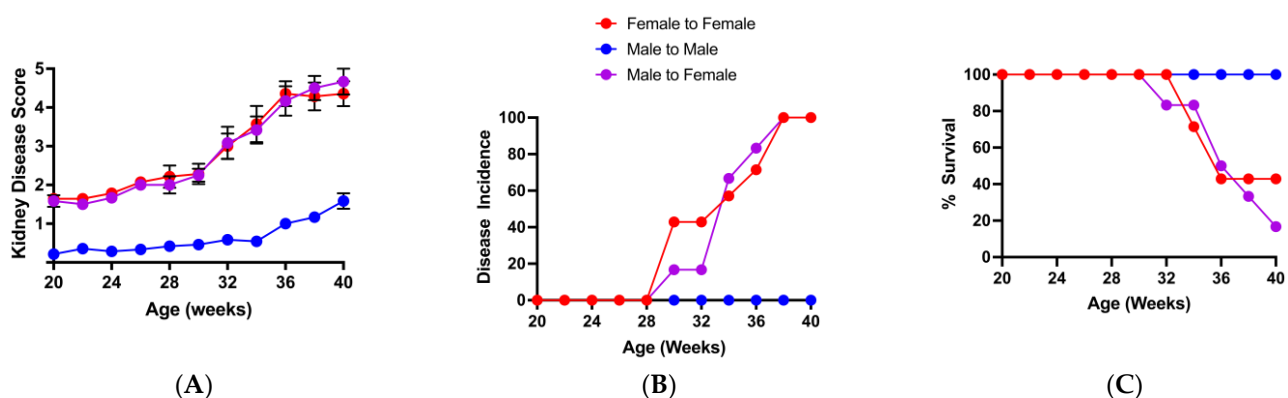 Female to Female
Male to Male
Male to Female
Kidney Disease Score
5
4
3
2
1
20 24 28 32 36 40
Age (weeks)
(A)
Disease Incidence
100
80
60
40
20
0
20 24 28 32 36 40
Age (Weeks)
(B)
% Survival
100
80
60
40
20
0
20 24 28 32 36 40
Age (Weeks)
(C)